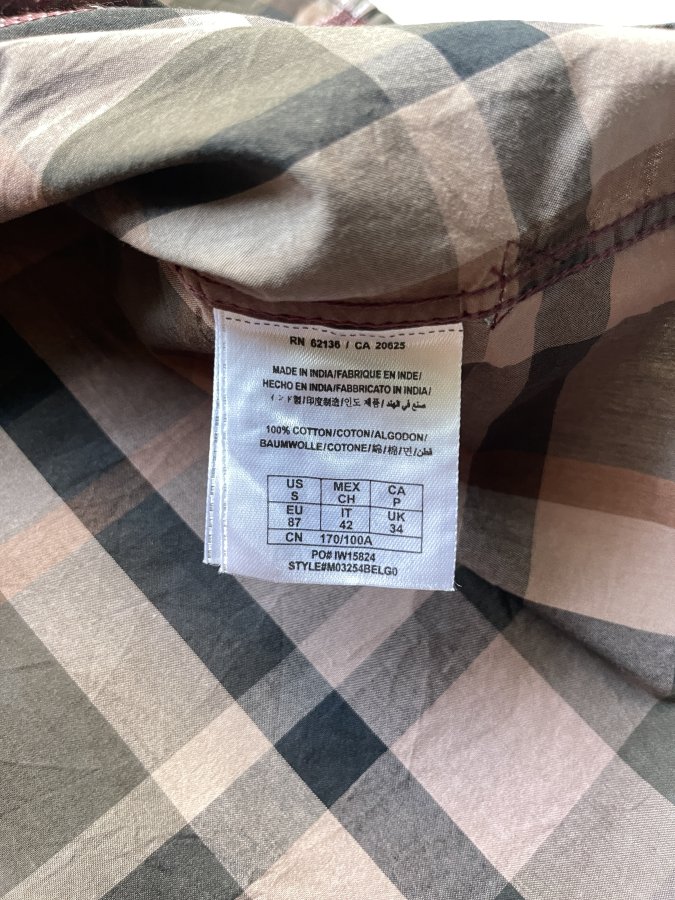 RN 62136 / CA 20625
MADE IN INDIA/FABRIQUE EN INDE/
HECHO EN INDIA/FABBRICATO IN INDIA/
インド製/印度制造/인도 제품/صنع في الهند
100% COTTON/COTON/ALGODON/
BAUMWOLLE/COTONE/綿/棉/면/قطن
US MEX CA
S CH P
EU IT UK
87 42 34
CN 170/100A
PO# IW15824
STYLE#M03254BELG0